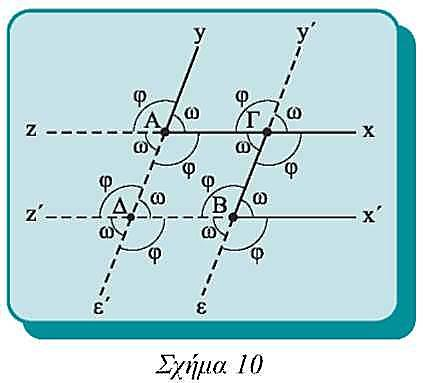 y y´
φ φ
A ω Γ ω
z x
ω φ ω φ
φ φ
Δ ω B ω
z´ x´
ω φ ω φ
ε´ ε
Σχήμα 10